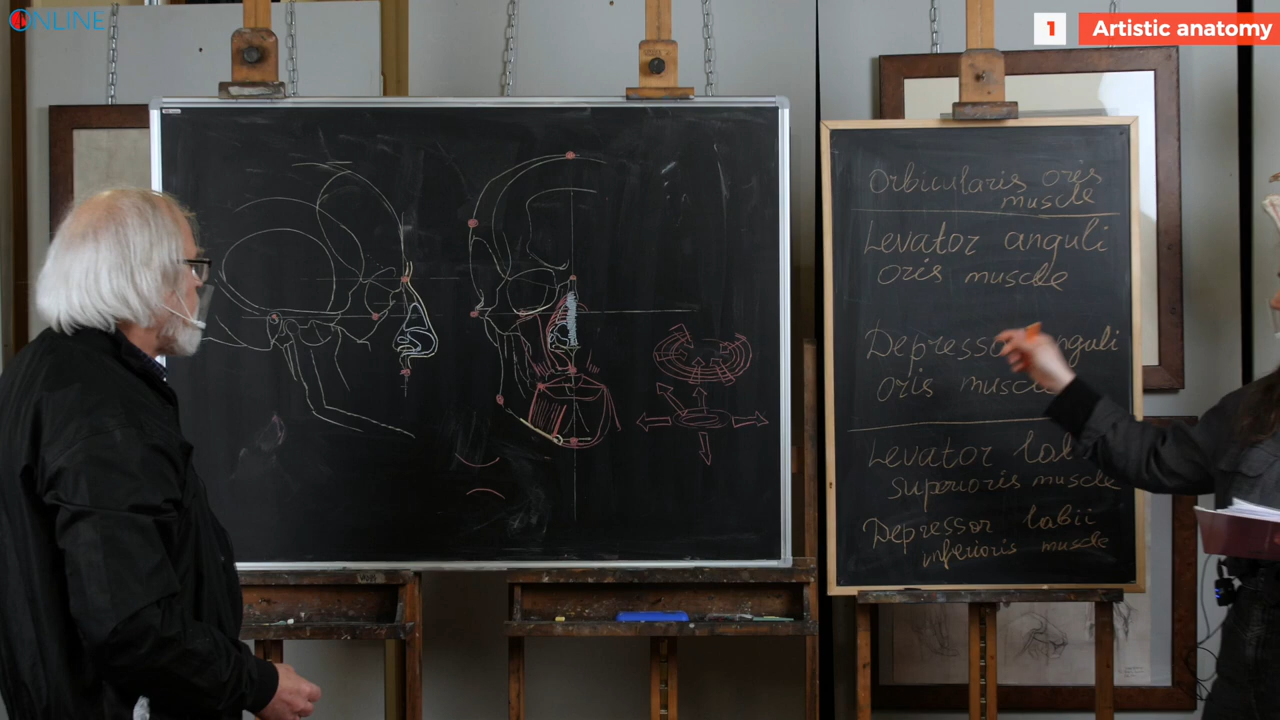 ONLINE
1 Artistic anatomy
Orbicularis oris
muscle
Levator anguli
oris muscle
Depressor anguli
oris muscle
Levator
superioris muscle
Depressor labii
inferioris muscle